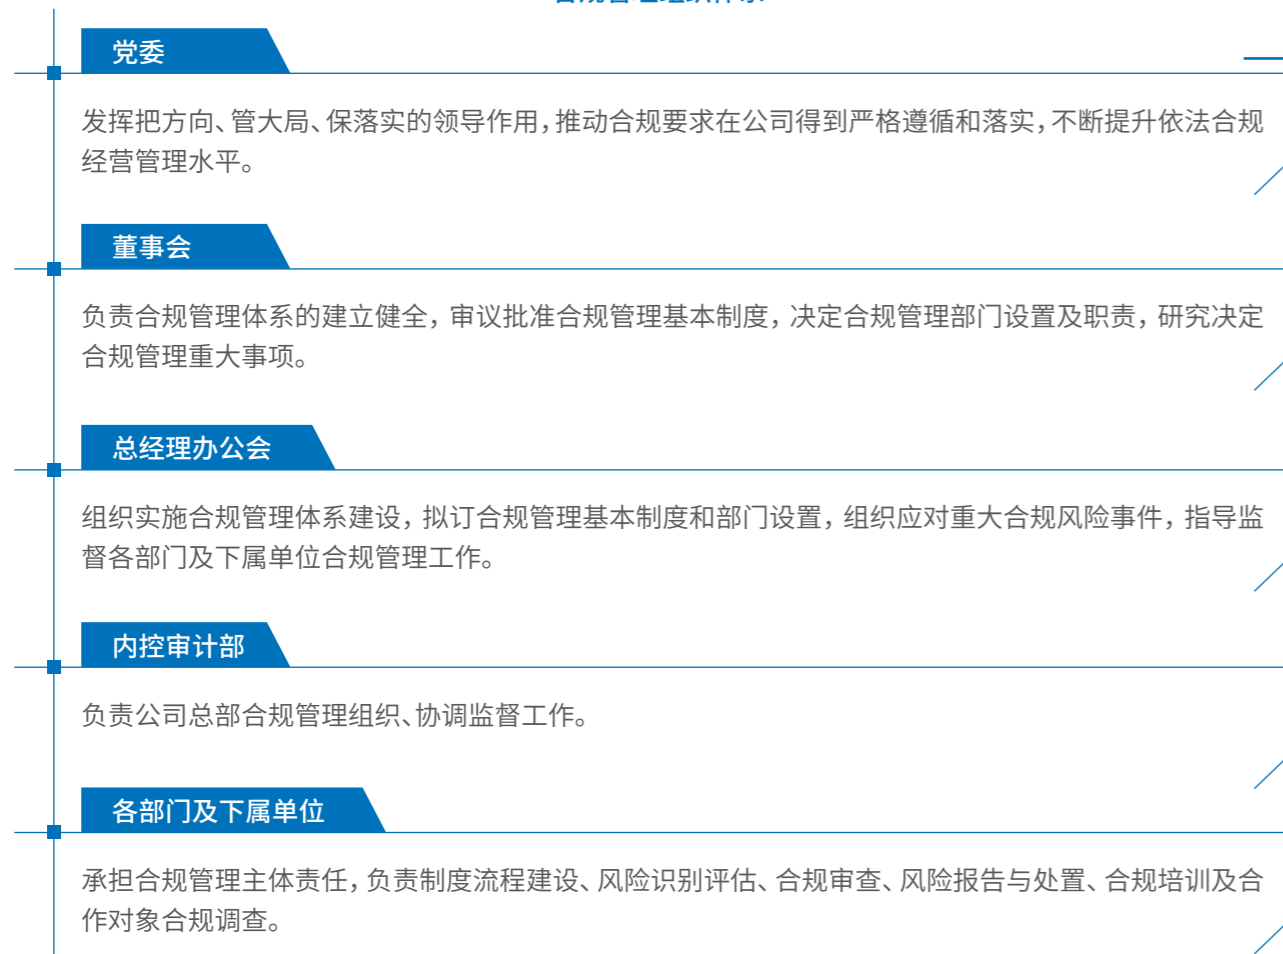 合规管理组织体系
党委
发挥把方向、管大局、保落实的领导作用，推动合规要求在公司得到严格遵循和落实，不断提升依法合规
经营管理水平。
董事会
负责合规管理体系的建立健全，审议批准合规管理基本制度，决定合规管理部门设置及职责，研究决定
合规管理重大事项。
总经理办公会
组织实施合规管理体系建设，拟订合规管理基本制度和部门设置，组织应对重大合规风险事件，指导监
督各部门及下属单位合规管理工作。
内控审计部
负责公司总部合规管理组织、协调监督工作。
各部门及下属单位
承担合规管理主体责任，负责制度流程建设、风险识别评估、合规审查、风险报告与处置、合规培训及合
作对象合规调查。